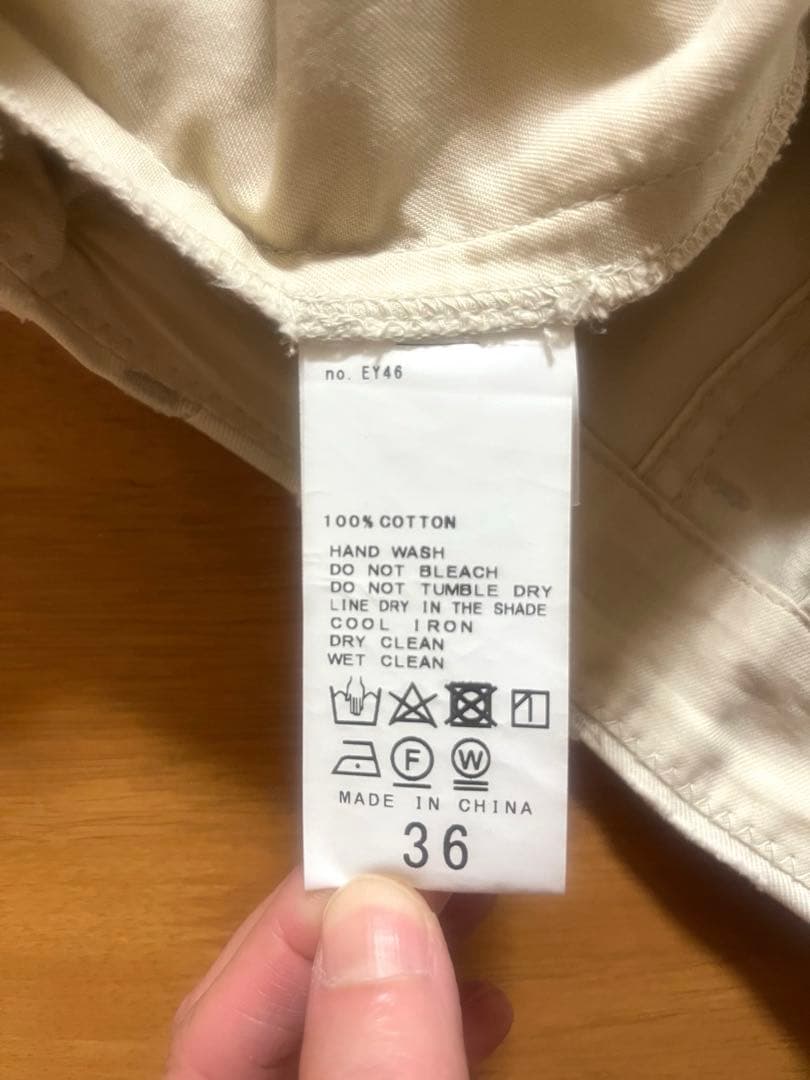 no. EY46
100% COTTON
HAND WASH
DO NOT BLEACH
DO NOT TUMBLE DRY
LINE DRY IN THE SHADE
COOL IRON
DRY CLEAN
WET CLEAN
F W
MADE IN CHINA
36